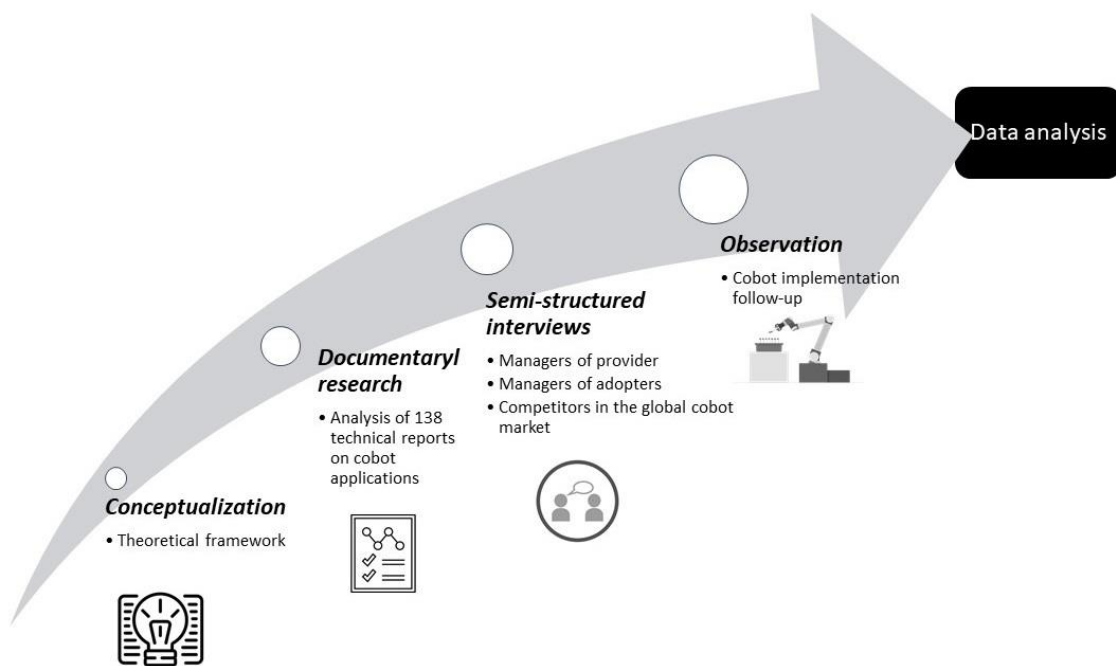 Conceptualization
• Theoretical framework
Documentaryl
research
• Analysis of 138
technical reports
on cobot
applications
Semi-structured
interviews
• Managers of provider
• Managers of adopters
• Competitors in the global cobot
market
Observation
• Cobot implementation
follow-up
Data analysis